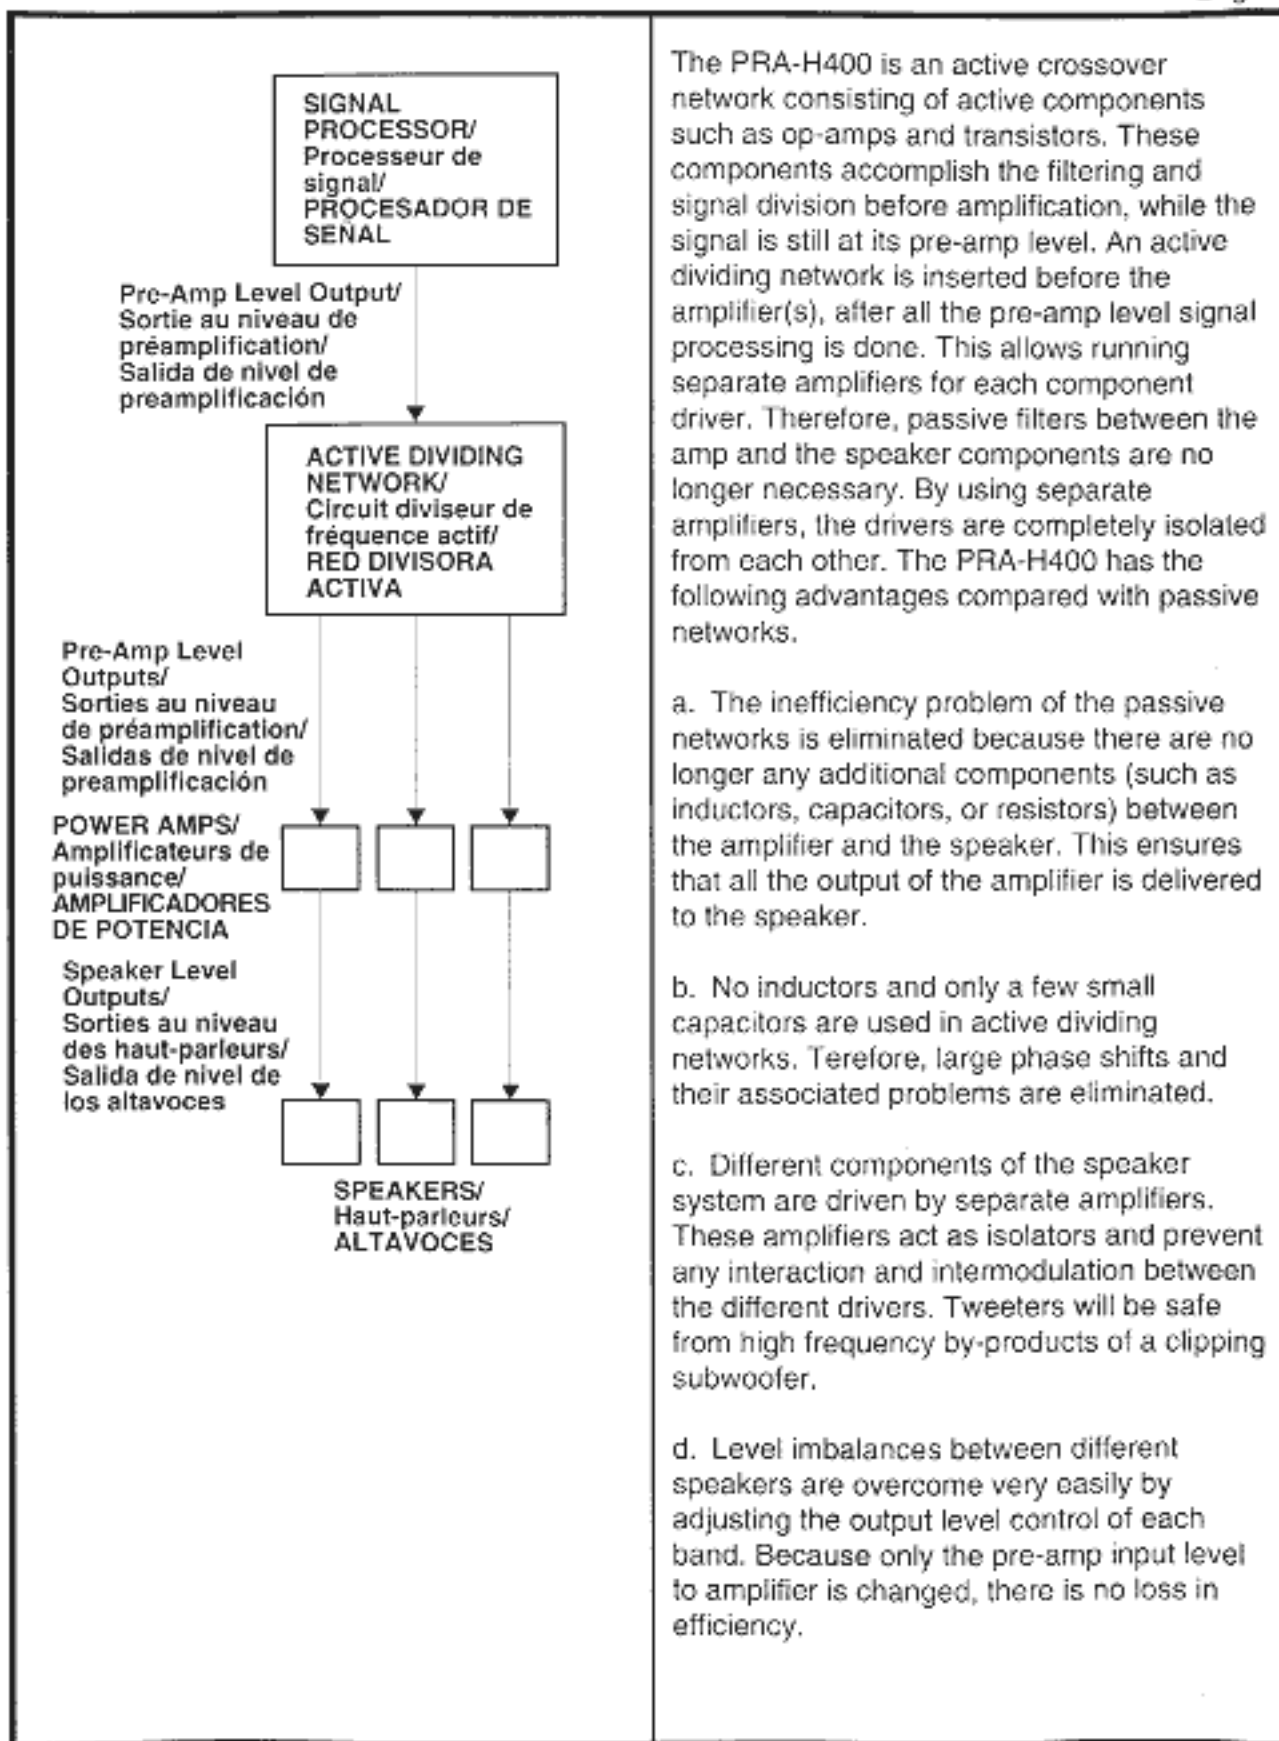 SIGNAL
PROCESSOR/
Processeur de
signal/
PROCESADOR DE
SEÑAL
Pre-Amp Level Output/
Sortie au niveau de
préamplification/
Salida de nivel de
preamplificación
ACTIVE DIVIDING
NETWORK/
Circuit diviseur de
fréquence actif/
RED DIVISORA
ACTIVA
Pre-Amp Level
Outputs/
Sorties au niveau
de préamplification/
Salidas de nivel de
preamplificación
POWER AMPS/
Amplificateurs de
puissance/
AMPLIFICADORES
DE POTENCIA
Speaker Level
Outputs/
Sorties au niveau
des haut-parleurs/
Salida de nivel de
los altavoces
SPEAKERS/
Haut-parleurs/
ALTAVOCES
The PRA-H400 is an active crossover
network consisting of active components
such as op-amps and transistors. These
components accomplish the filtering and
signal division before amplification, while the
signal is still at its pre-amp level. An active
dividing network is inserted before the
amplifier(s), after all the pre-amp level signal
processing is done. This allows running
separate amplifiers for each component
driver. Therefore, passive filters between the
amp and the speaker components are no
longer necessary. By using separate
amplifiers, the drivers are completely isolated
from each other. The PRA-H400 has the
following advantages compared with passive
networks.
a. The inefficiency problem of the passive
networks is eliminated because there are no
longer any additional components (such as
inductors, capacitors, or resistors) between
the amplifier and the speaker. This ensures
that all the output of the amplifier is delivered
to the speaker.
b. No inductors and only a few small
capacitors are used in active dividing
networks. Terefore, large phase shifts and
their associated problems are eliminated.
c. Different components of the speaker
system are driven by separate amplifiers.
These amplifiers act as isolators and prevent
any interaction and intermodulation between
the different drivers. Tweeters will be safe
from high frequency by-products of a clipping
subwoofer.
d. Level imbalances between different
speakers are overcome very easily by
adjusting the output level control of each
band. Because only the pre-amp input level
to amplifier is changed, there is no loss in
efficiency.